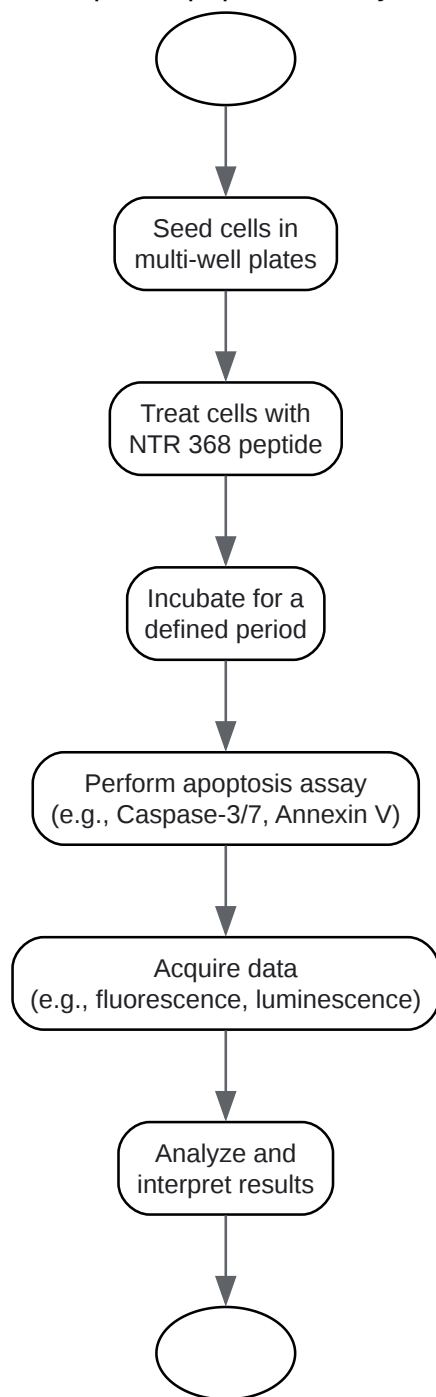 Seed cells in
multi-well plates
Treat cells with
NTR 368 peptide
Incubate for a
defined period
Perform apoptosis assay
(e.g., Caspase-3/7, Annexin V)
Acquire data
(e.g., fluorescence, luminescence)
Analyze and
interpret results